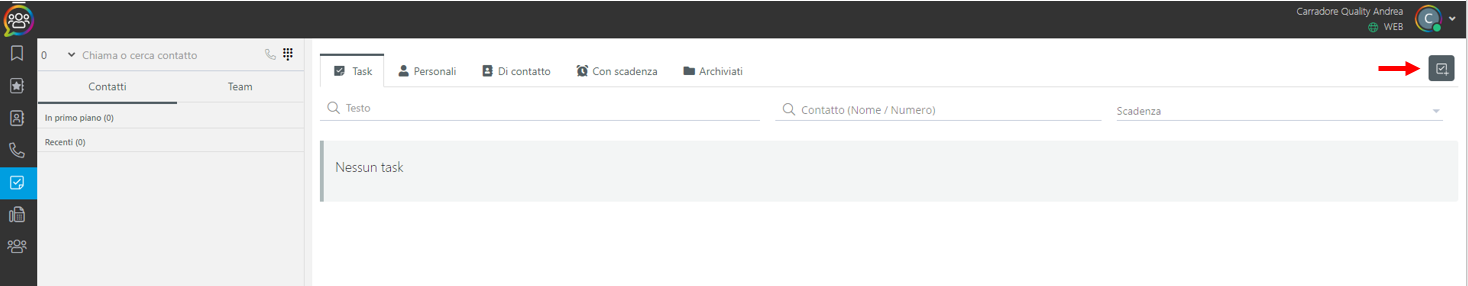 Carradore Quality Andrea
C
WEB
0 Chiama o cerca contatto
Contatti Team
In primo piano (0)
Recenti (0)
Task Personali Di contatto Con scadenza Archiviati
Testo Contatto (Nome / Numero) Scadenza
Nessun task